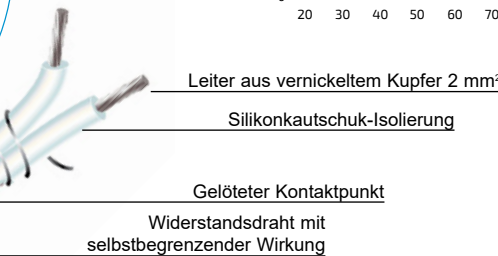 20 30 40 50 60 70
Leiter aus vernickeltem Kupfer 2 mm²
Silikonkautschuk-Isolierung
Gelöteter Kontaktpunkt
Widerstandsdraht mit
selbstbegrenzender Wirkung